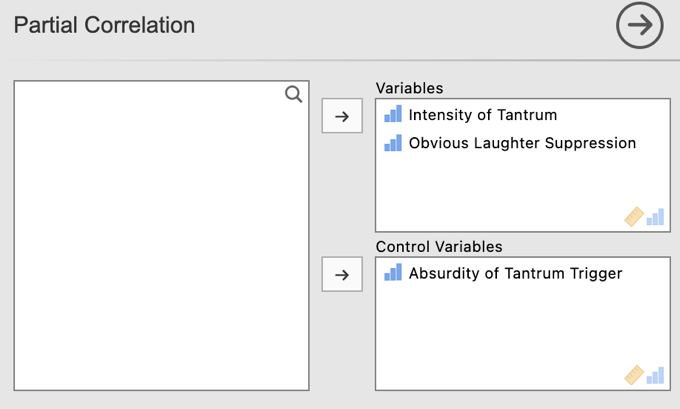 Partial Correlation
Variables
Intensity of Tantrum
Obvious Laughter Suppression
Control Variables
Absurdity of Tantrum Trigger